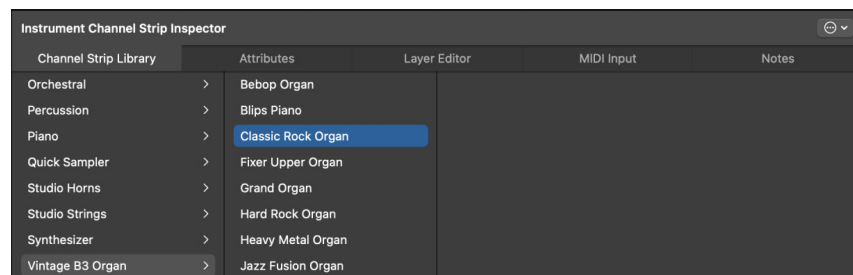 Instrument Channel Strip Inspector
Channel Strip Library
Attributes
Layer Editor
MIDI Input
Notes
Orchestral
Percussion
Piano
Quick Sampler
Studio Horns
Studio Strings
Synthesizer
Vintage B3 Organ
Bebop Organ
Blips Piano
Classic Rock Organ
Fixer Upper Organ
Grand Organ
Hard Rock Organ
Heavy Metal Organ
Jazz Fusion Organ